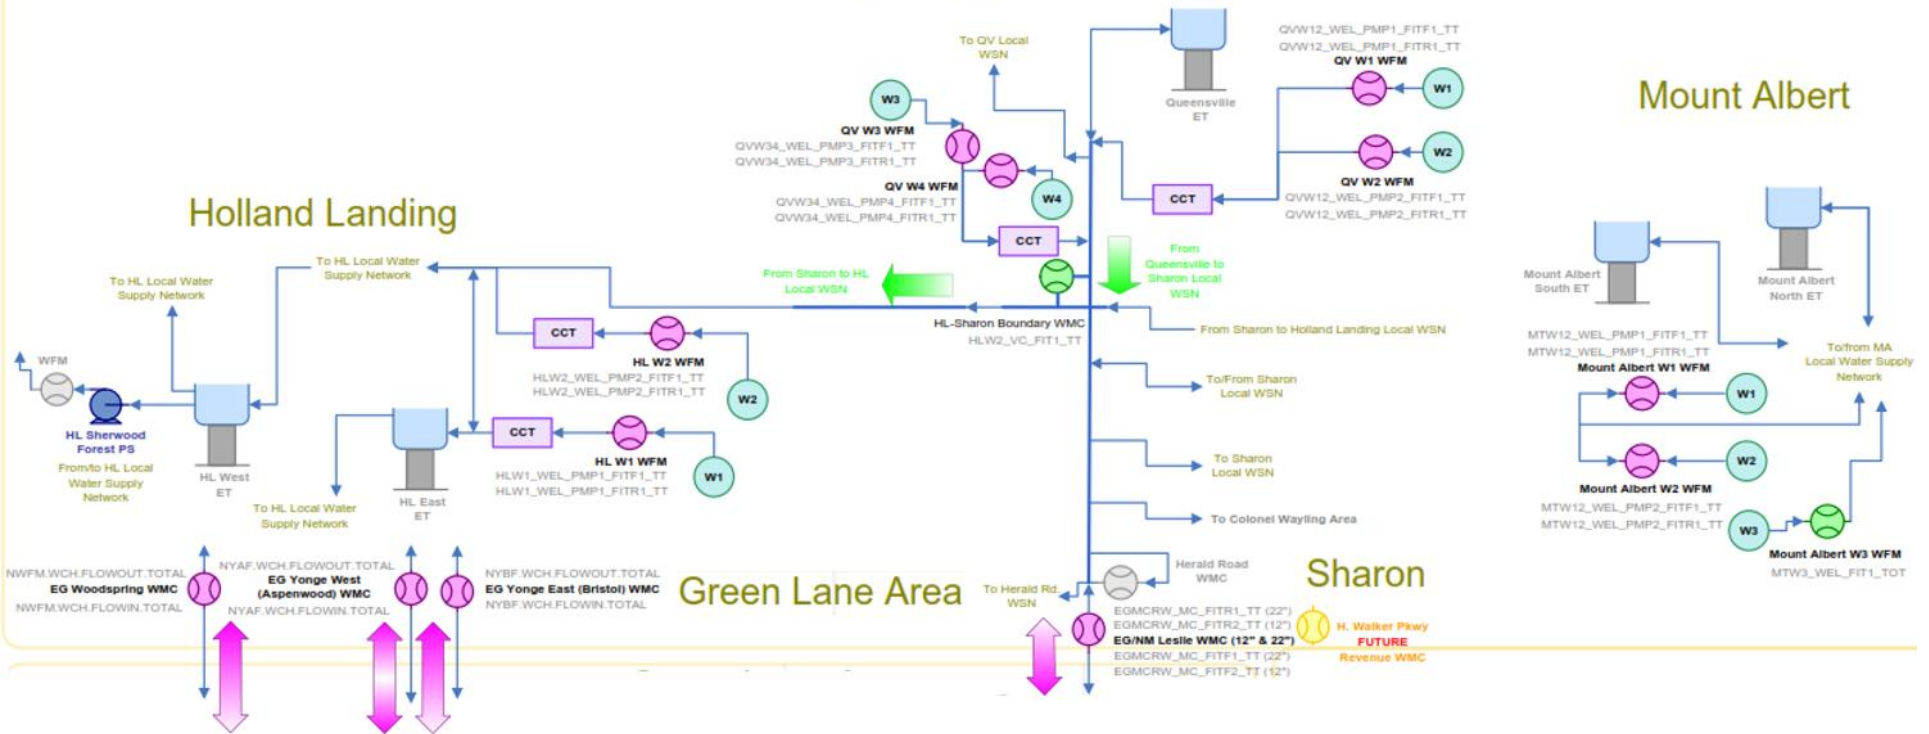 To QV Local
WSN
Queensville
ET
QVW12_WEL_PMP1_FITF1_TT
QVW12_WEL_PMP1_FITR1_TT
QV W1 WFM
W1
W2
QV W2 WFM
QVW12_WEL_PMP2_FITF1_TT
QVW12_WEL_PMP2_FITR1_TT
CCT
W3
QV W3 WFM
QVW34_WEL_PMP3_FITF1_TT
QVW34_WEL_PMP3_FITR1_TT
QV W4 WFM
QVW34_WEL_PMP4_FITF1_TT
QVW34_WEL_PMP4_FITR1_TT
W4
CCT
From
Queensville to
Sharon Local
WSN
From Sharon to HL
Local WSN
HL-Sharon Boundary WMC
HLW2_VC_FIT1_TT
From Sharon to Holland Landing Local WSN
To/From Sharon
Local WSN
To Sharon
Local WSN
To Colonel Wayling Area
Herald Road
WMC
To Herald Rd.
WSN
Sharon
EGMCRW_MC_FITR1_TT (22")
EGMCRW_MC_FITR2_TT (12")
EG/NM Leslie WMC (12" & 22")
EGMCRW_MC_FITF1_TT (22")
EGMCRW_MC_FITF2_TT (12")
H. Walker Pkwy
FUTURE
Revenue WMC
Holland Landing
To HL Local Water
Supply Network
To HL Local Water
Supply Network
WFM
HL Sherwood
Forest PS
From/to HL Local
Water Supply
Network
HL West
ET
CCT
HL W2 WFM
HLW2_WEL_PMP2_FITF1_TT
HLW2_WEL_PMP2_FITR1_TT
W2
CCT
HL W1 WFM
HLW1_WEL_PMP1_FITF1_TT
HLW1_WEL_PMP1_FITR1_TT
W1
HL East
ET
To HL Local Water
Supply Network
NWFM.WCH.FLOWOUT.TOTAL
EG Woodspring WMC
NWFM.WCH.FLOWIN.TOTAL
NYAF.WCH.FLOWOUT.TOTAL
EG Yonge West
(Aspenwood) WMC
NYAF.WCH.FLOWIN.TOTAL
NYBF.WCH.FLOWOUT.TOTAL
EG Yonge East (Bristol) WMC
NYBF.WCH.FLOWIN.TOTAL
Green Lane Area
Mount Albert
Mount Albert
South ET
Mount Albert
North ET
MTW12_WEL_PMP1_FITF1_TT
MTW12_WEL_PMP1_FITR1_TT
Mount Albert W1 WFM
W1
To/from MA
Local Water Supply
Network
W2
Mount Albert W2 WFM
MTW12_WEL_PMP2_FITF1_TT
MTW12_WEL_PMP2_FITR1_TT
W3
Mount Albert W3 WFM
MTW3_WEL_FIT1_TOT